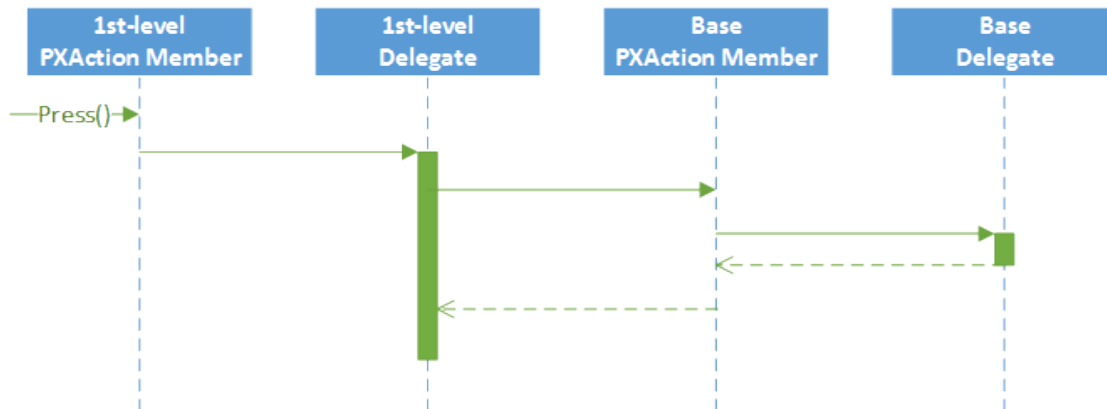 1st-level
PXAction Member
1st-level
Delegate
Base
PXAction Member
Base
Delegate
Press()